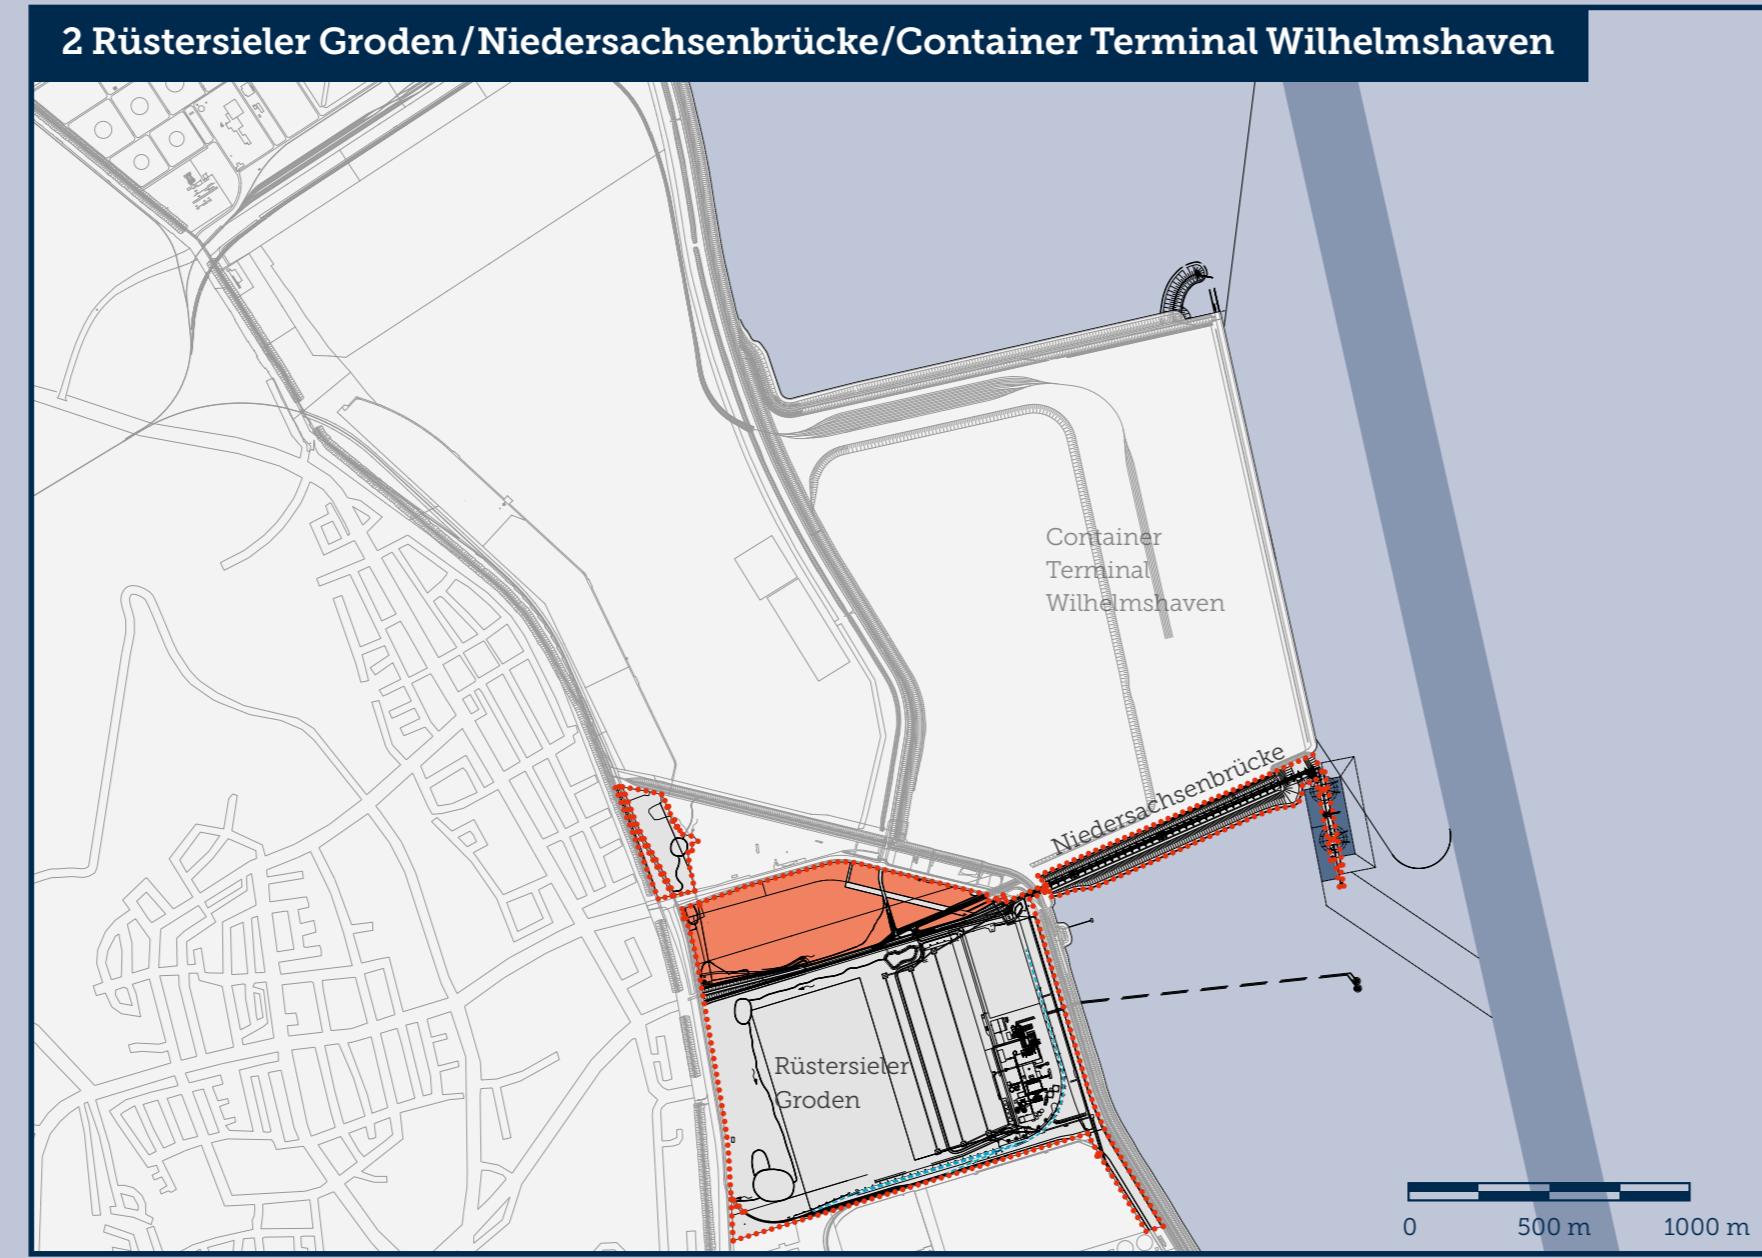 2 Rüstersieler Groden/Niedersachsenbrücke/Container Terminal Wilhelmshaven
Container
Terminal
Wilhelmshaven
Niedersachsenbrücke
Rüstersieler
Groden
0 500 m 1000 m